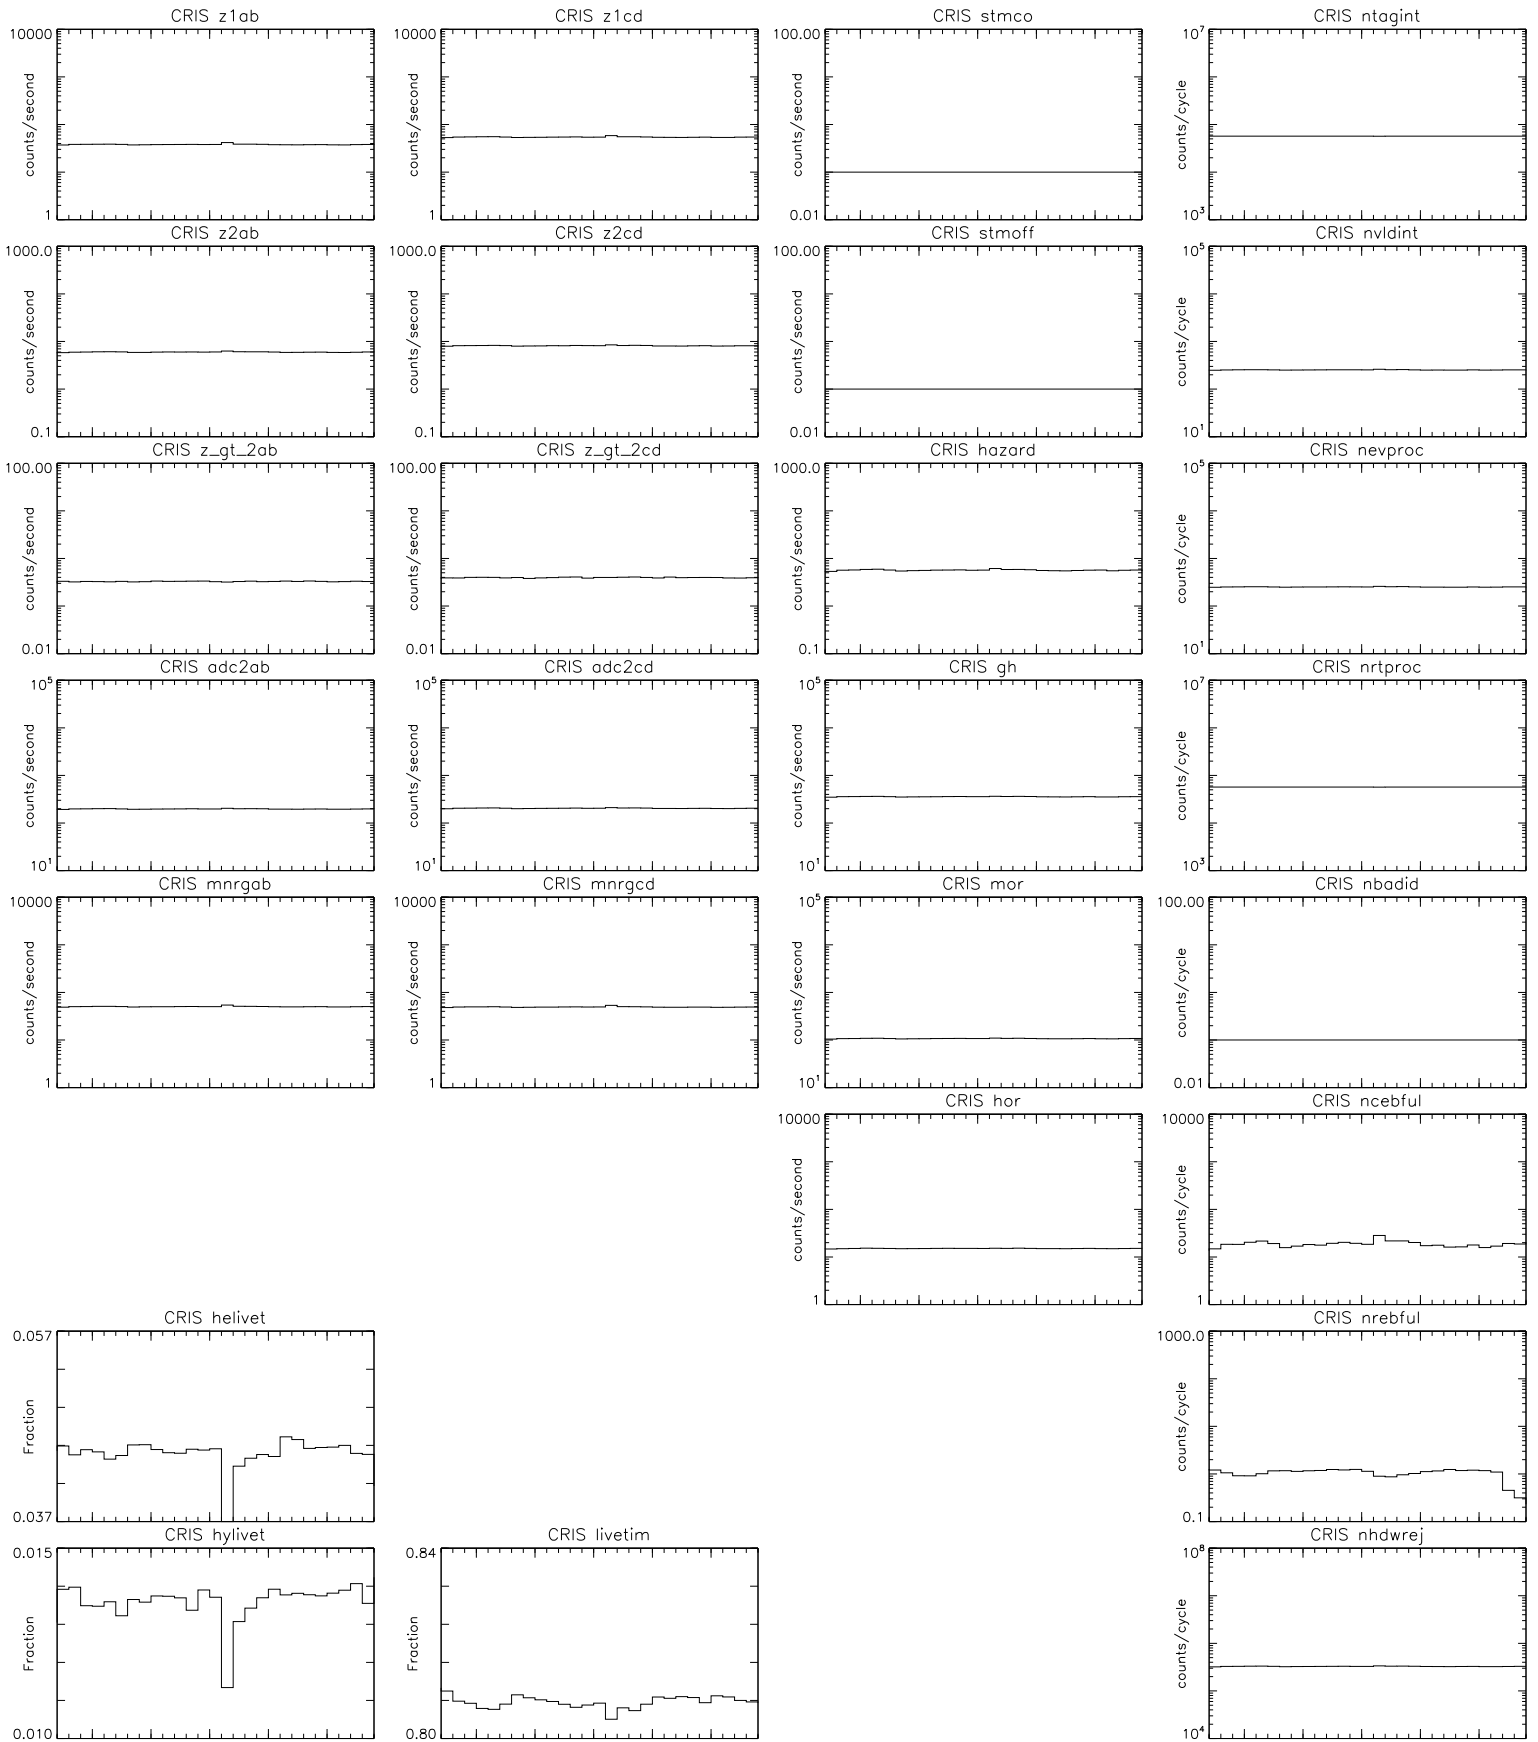 CRIS z1ab
10000
counts/second
1
CRIS z1cd
10000
counts/second
1
CRIS stmco
100.00
counts/second
0.01
CRIS ntagint
10⁷
counts/cycle
10³
CRIS z2ab
1000.0
counts/second
0.1
CRIS z2cd
1000.0
counts/second
0.1
CRIS stmoff
100.00
counts/second
0.01
CRIS nvldint
10⁵
counts/cycle
10¹
CRIS z_gt_2ab
100.00
counts/second
0.01
CRIS z_gt_2cd
100.00
counts/second
0.01
CRIS hazard
1000.0
counts/second
0.1
CRIS nevproc
10⁵
counts/cycle
10¹
CRIS adc2ab
10⁵
counts/second
10¹
CRIS adc2cd
10⁵
counts/second
10¹
CRIS gh
10⁵
counts/second
10¹
CRIS nrtproc
10⁷
counts/cycle
10³
CRIS mnrgab
10000
counts/second
1
CRIS mnrgcd
10000
counts/second
1
CRIS mor
10⁵
counts/second
10¹
CRIS nbadid
100.00
counts/cycle
0.01
CRIS hor
10000
counts/second
1
CRIS ncebful
10000
counts/cycle
1
CRIS helivet
0.057
Fraction
0.037
CRIS nrebful
1000.0
counts/cycle
0.1
CRIS hylivet
0.015
Fraction
0.010
CRIS livetim
0.84
Fraction
0.80
CRIS nhdwrej
10⁸
counts/cycle
10⁴